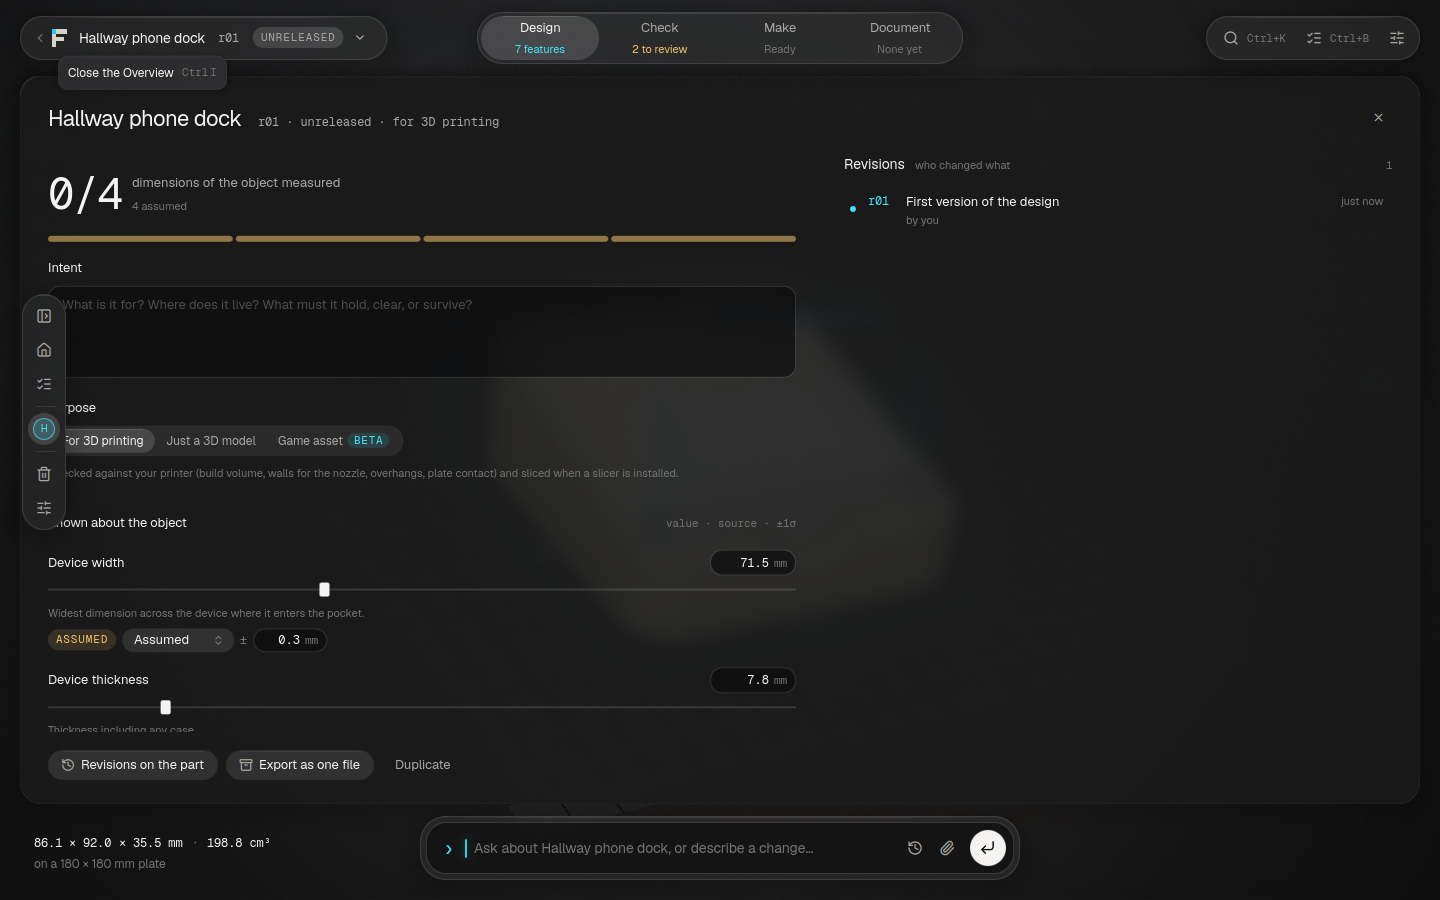 Hallway phone dock r01 UNRELEASED
Design
7 features
Check
2 to review
Make
Ready
Document
None yet
Ctrl+K
Ctrl+B
Close the Overview Ctrl I
Hallway phone dock r01 · unreleased · for 3D printing
0/4 dimensions of the object measured
4 assumed
Intent
What is it for? Where does it live? What must it hold, clear, or survive?
rpose
For 3D printing Just a 3D model Game asset BETA
ecked against your printer (build volume, walls for the nozzle, overhangs, plate contact) and sliced when a slicer is installed.
H
nown about the object value · source · ±1σ
Device width 71.5 mm
Widest dimension across the device where it enters the pocket.
ASSUMED Assumed ± 0.3 mm
Device thickness 7.8 mm
Thickness including any case
Revisions on the part Export as one file Duplicate
Revisions who changed what 1
r01 First version of the design just now
by you
86.1 × 92.0 × 35.5 mm · 198.8 cm³
on a 180 × 180 mm plate
Ask about Hallway phone dock, or describe a change…